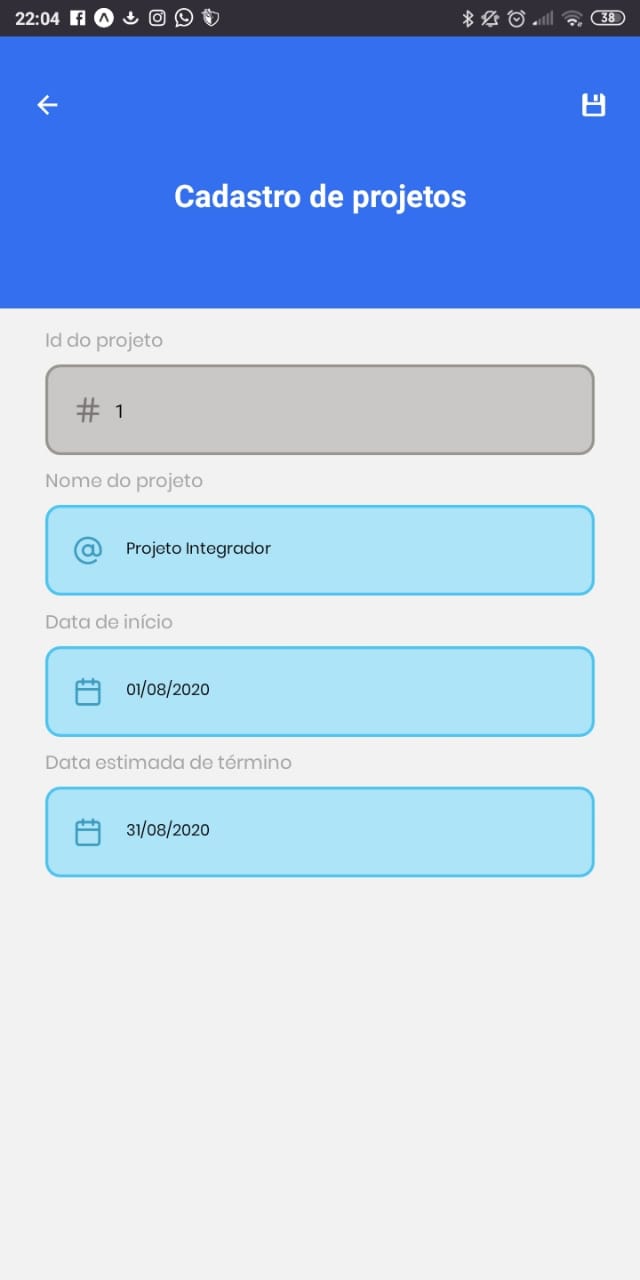 22:04
38
Cadastro de projetos
Id do projeto
# 1
Nome do projeto
@ Projeto Integrador
Data de início
01/08/2020
Data estimada de término
31/08/2020